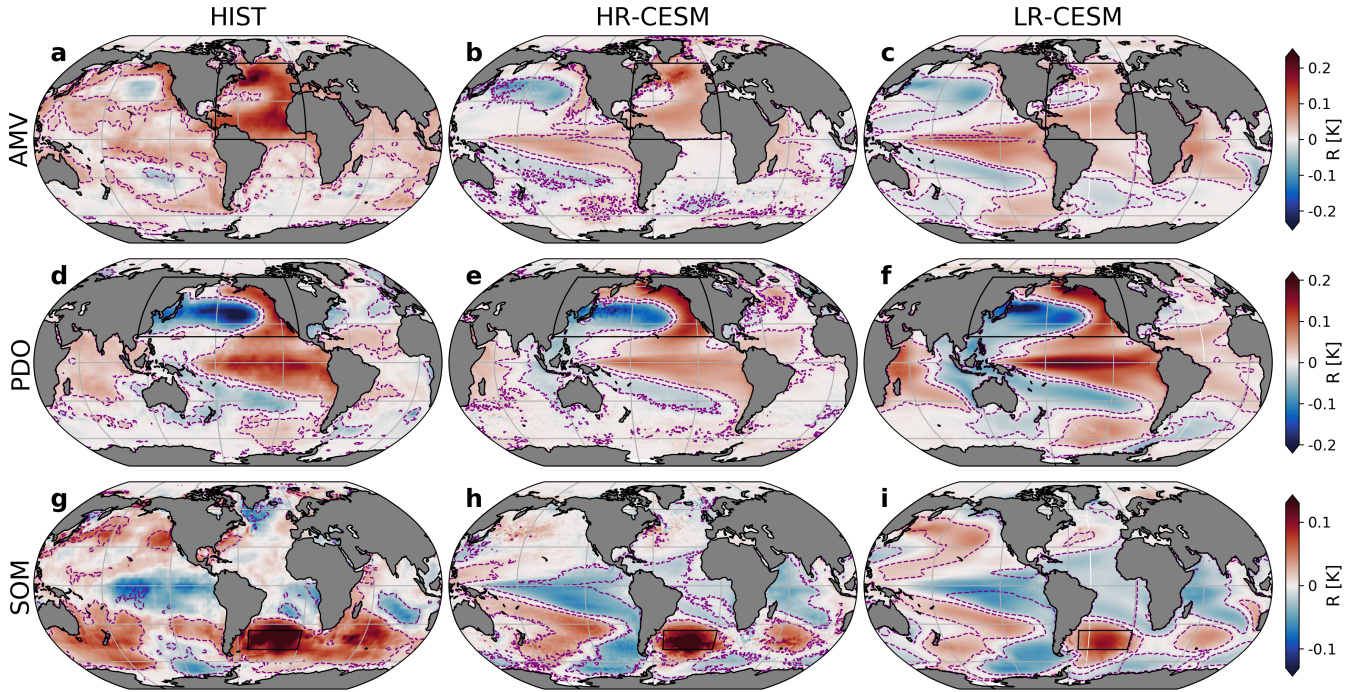 HIST HR-CESM LR-CESM
AMV
a b c
0.2
0.1
0
-0.1
-0.2
R [K]
PDO
d e f
0.2
0.1
0
-0.1
-0.2
R [K]
SOM
g h i
0.1
0
-0.1
R [K]